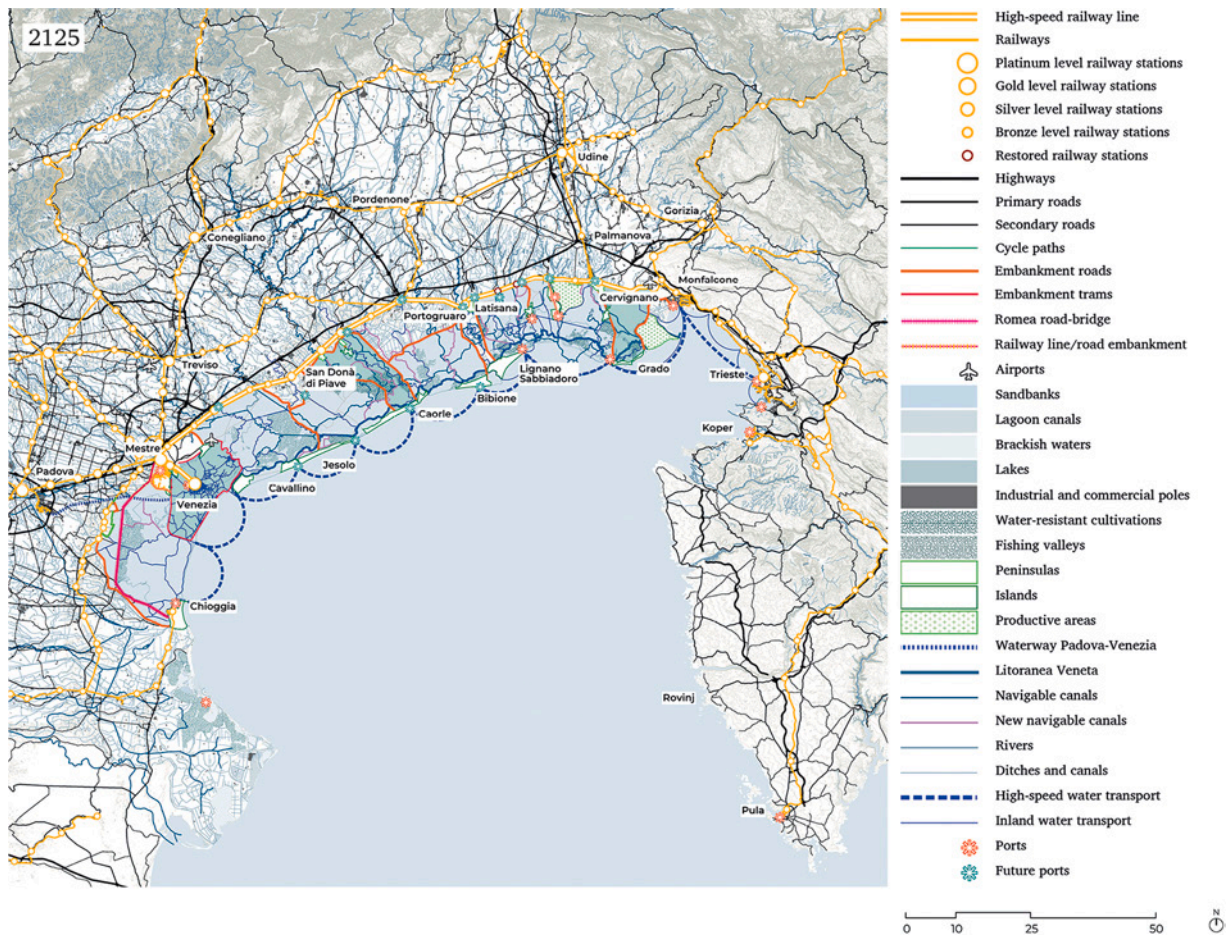 2125
Udine
Pordenone
Gorizia
Conegliano
Palmanova
Monfalcone
Cervignano
Latisana
Portogruaro
Treviso
San Donà
di Piave
Lignano
Sabbiadoro
Grado
Trieste
Bibione
Caorle
Koper
Mestre
Jesolo
Padova
Cavallino
Venezia
Chioggia
Rovinj
Pula
High-speed railway line
Railways
Platinum level railway stations
Gold level railway stations
Silver level railway stations
Bronze level railway stations
Restored railway stations
Highways
Primary roads
Secondary roads
Cycle paths
Embankment roads
Embankment trams
Romea road-bridge
Railway line/road embankment
Airports
Sandbanks
Lagoon canals
Brackish waters
Lakes
Industrial and commercial poles
Water-resistant cultivations
Fishing valleys
Peninsulas
Islands
Productive areas
Waterway Padova-Venezia
Litoranea Veneta
Navigable canals
New navigable canals
Rivers
Ditches and canals
High-speed water transport
Inland water transport
Ports
Future ports
0 10 25 50
N